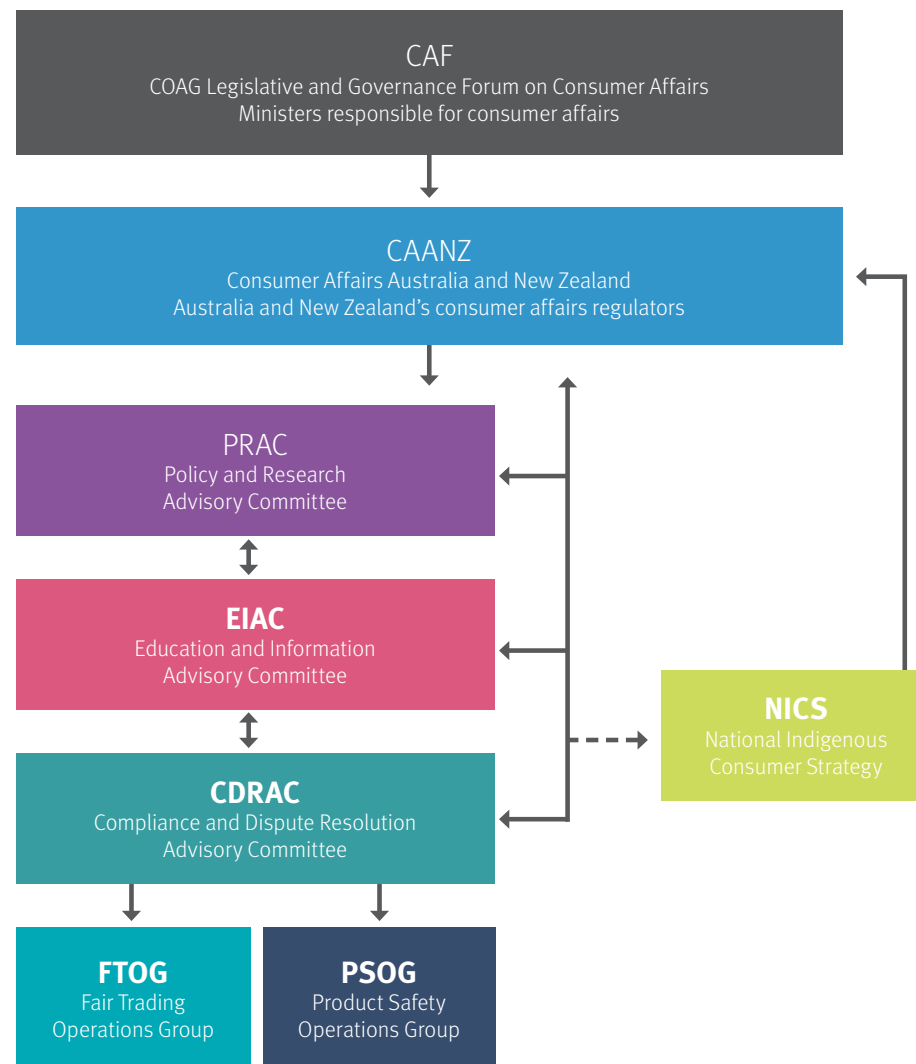 CAF
COAG Legislative and Governance Forum on Consumer Affairs
Ministers responsible for consumer affairs
CAANZ
Consumer Affairs Australia and New Zealand
Australia and New Zealand’s consumer affairs regulators
PRAC
Policy and Research
Advisory Committee
EIAC
Education and Information
Advisory Committee
NICS
National Indigenous
Consumer Strategy
CDRAC
Compliance and Dispute Resolution
Advisory Committee
FTOG
Fair Trading
Operations Group
PSOG
Product Safety
Operations Group